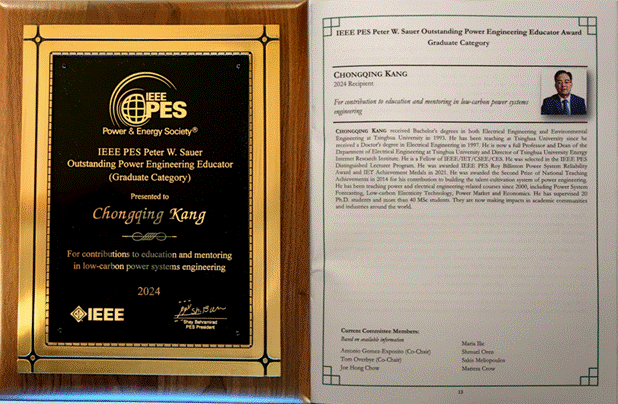 IEEE
PES
Power & Energy Society®
IEEE PES Peter W. Sauer
Outstanding Power Engineering Educator
(Graduate Category)
Presented to
Chongqing Kang
For contributions to education and mentoring
in low-carbon power systems engineering
2024
IEEE
Shay Bahramirad
PES President
IEEE PES Peter W. Sauer Outstanding Power Engineering Educator Award
Graduate Category
CHONGQING KANG
2024 Recipient
For contribution to education and mentoring in low-carbon power systems
engineering
CHONGQING KANG received Bachelor's degrees in both Electrical Engineering and Environmental
Engineering at Tsinghua University in 1993. He has been teaching at Tsinghua University since he
received a Doctor's degree in Electrical Engineering in 1997. He is now a full Professor and Dean of the
Department of Electrical Engineering at Tsinghua University and Director of Tsinghua University Energy
Internet Research Institute. He is a Fellow of IEEE/IET/CSEE/CES. He was selected in the IEEE PES
Distinguished Lecturer Program. He was awarded IEEE PES Roy Billinton Power System Reliability
Award and IET Achievement Medals in 2021. He was awarded the Second Prize of National Teaching
Achievements in 2014 for his contribution to building the talent cultivation system of power engineering.
He has been teaching power and electrical engineering-related courses since 2000, including Power System
Forecasting, Low-carbon Electricity Technology, Power Market and Economics. He has supervised 20
Ph.D. students and more than 40 MSc students. They are now making impacts in academic communities
and industries around the world.
Current Committee Members:
Based on available information
Antonio Gomez-Exposito (Co-Chair)
Tom Overbye (Co-Chair)
Joe Hong Chow
Marija Ilic
Shmuel Oren
Sakis Meliopoulos
Mariesa Crow
13